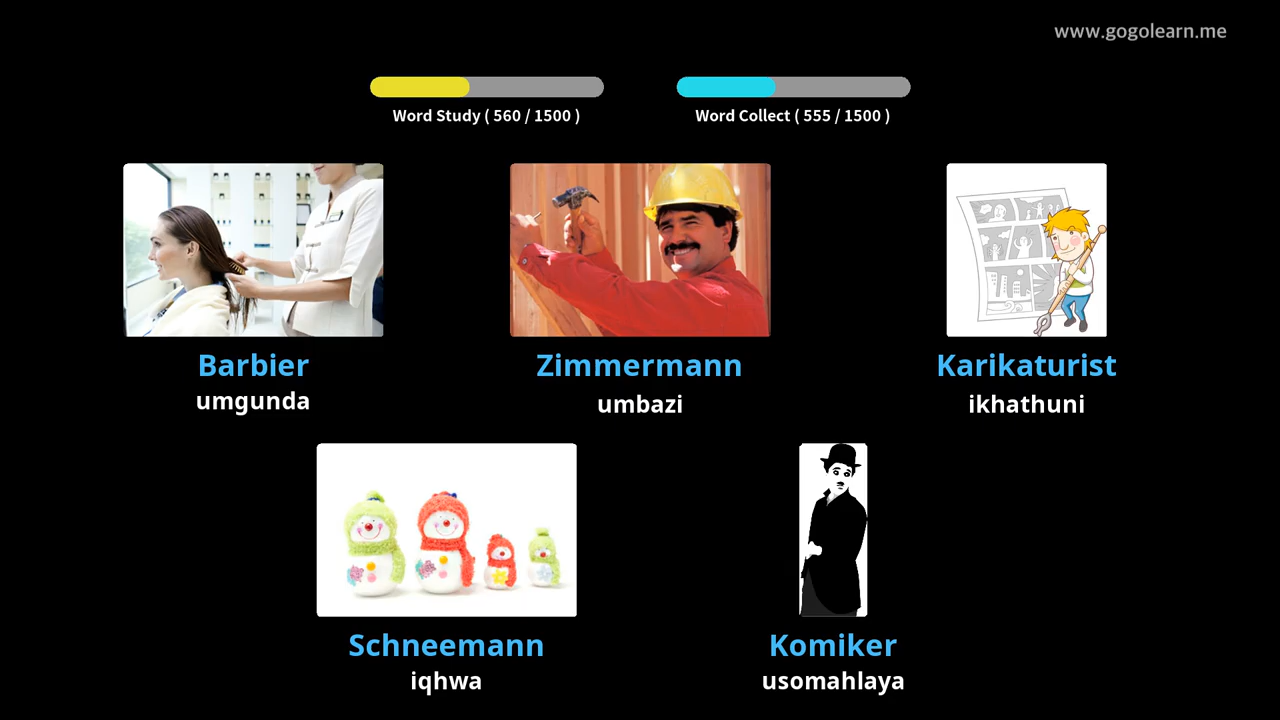 www.gogolearn.me
Word Study ( 560 / 1500 )
Word Collect ( 555 / 1500 )
Barbier
umgunda
Zimmermann
umbazi
Karikaturist
ikhathuni
Schneemann
iqhwa
Komiker
usomahlaya